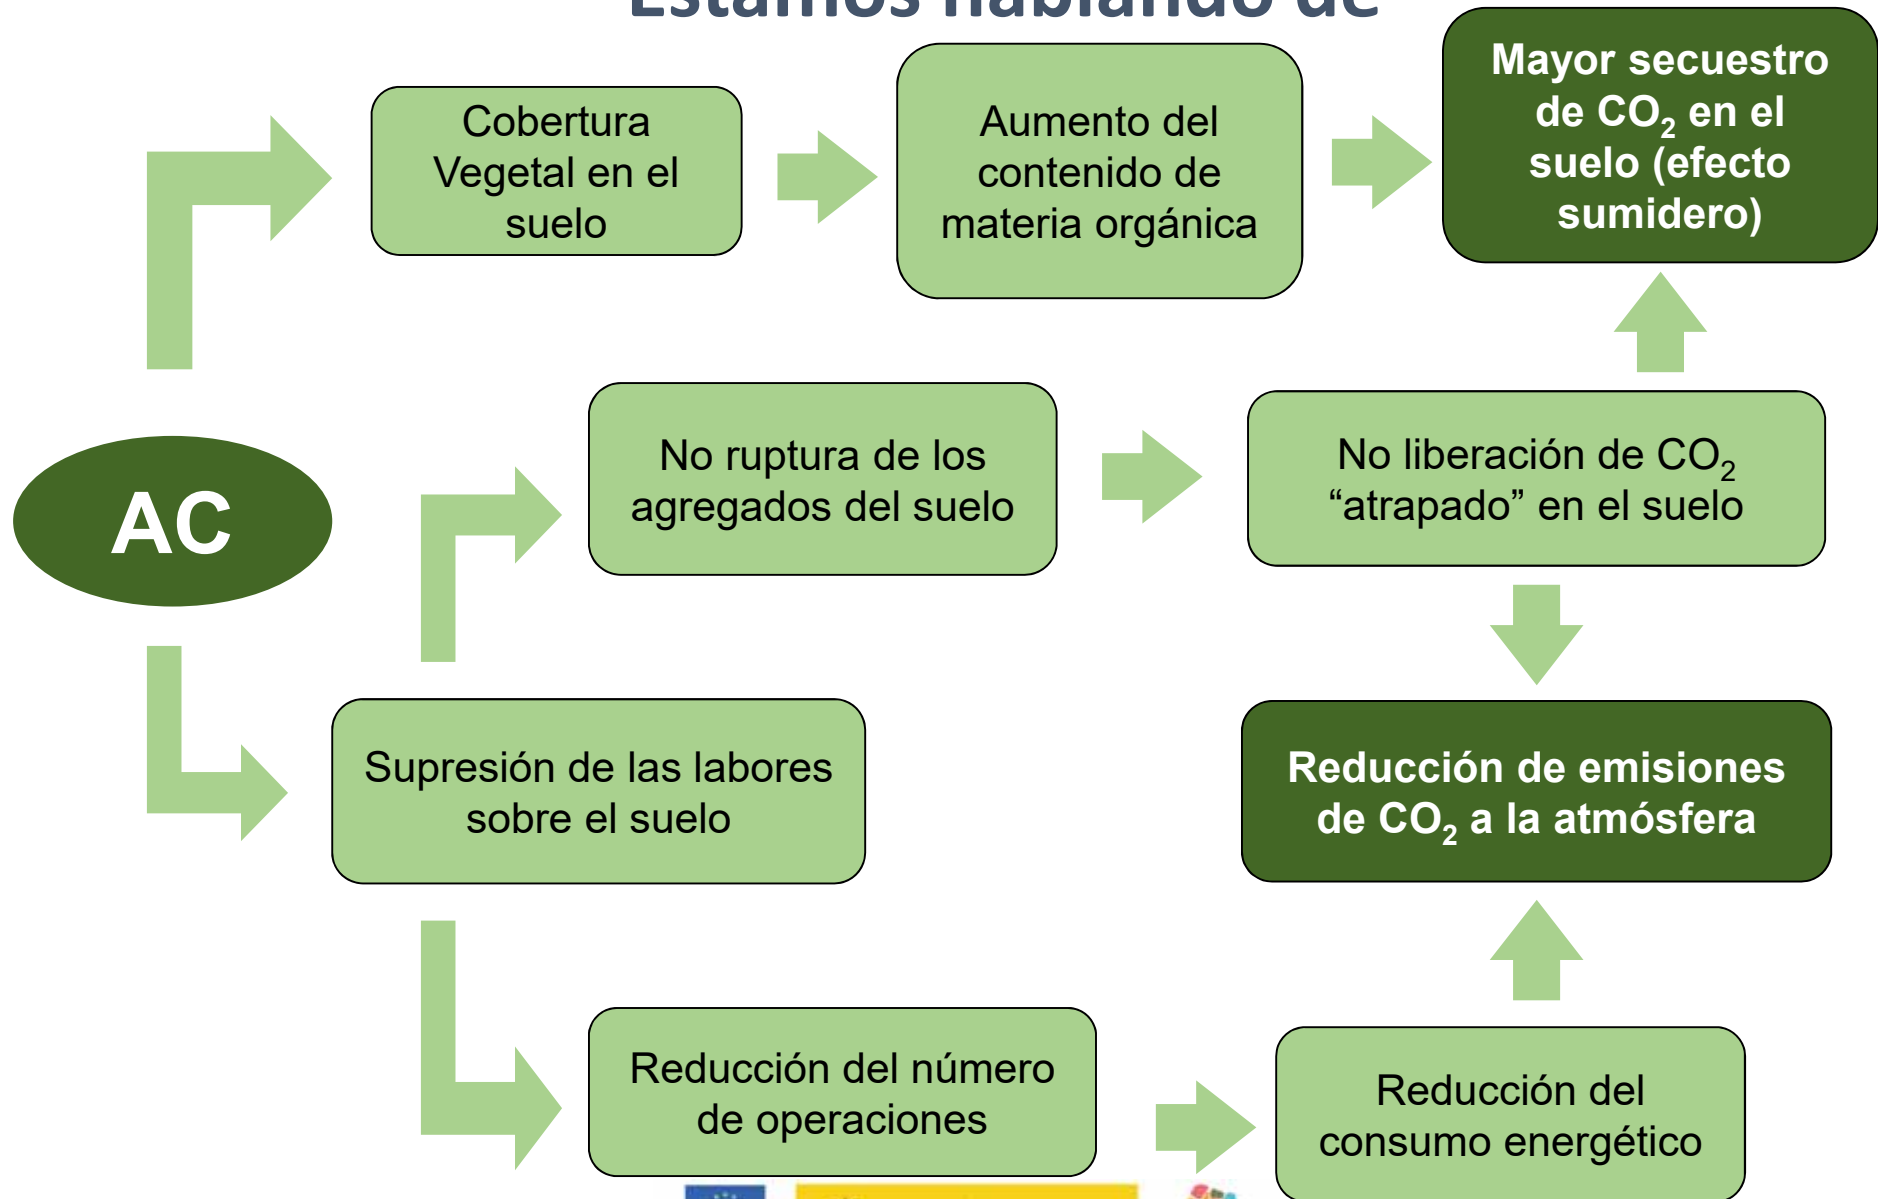 Estamos hablando de
Cobertura
Vegetal en el
suelo
Aumento del
contenido de
materia orgánica
Mayor secuestro
de CO₂ en el
suelo (efecto
sumidero)
AC
No ruptura de los
agregados del suelo
No liberación de CO₂
“atrapado” en el suelo
Supresión de las labores
sobre el suelo
Reducción de emisiones
de CO₂ a la atmósfera
Reducción del número
de operaciones
Reducción del
consumo energético